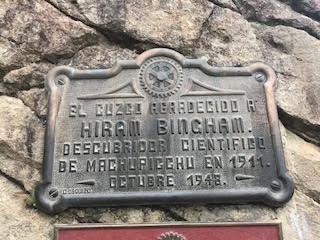 EL CUZCO AGRADECIDO A
HIRAM BINGHAM.
DESCUBRIDOR CIENTIFICO
DE MACHUPICCHU EN 1911.
OCTUBRE 1948.